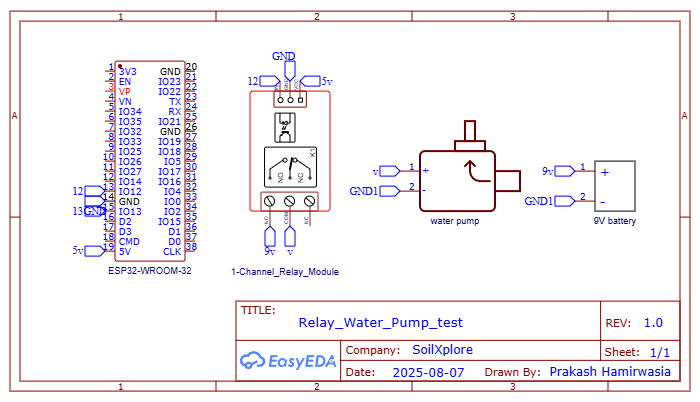 1 2 3
A A
GND
12 5v
IN GND VCC
1 3V3 GND 20
2 EN IO23 21
3 VP IO22 22
4 VN TX 23
5 IO34 RX 24
6 IO35 IO21 25
7 IO32 GND 26
8 IO33 IO19 27
9 IO25 IO18 28
10 IO26 IO5 29
11 IO27 IO17 30
12 IO14 IO16 31
12 13 IO12 IO4 32
14 GND IO0 33
13 GND 15 IO13 IO2 34
16 D2 IO15 35
17 D3 D1 36
18 CMD D0 37
5v 19 5V CLK 38
ESP32-WROOM-32
K1
NO NC
NO COM NC
9v v
1-Channel_Relay_Module
v 1 +
GND1 2 -
water pump
9v 1 +
GND1 2 -
9V battery
TITLE:
Relay_Water_Pump_test
REV: 1.0
EasyEDA
Company: SoilXplore
Sheet: 1/1
Date: 2025-08-07 Drawn By: Prakash Hamirwasia
1 2 3